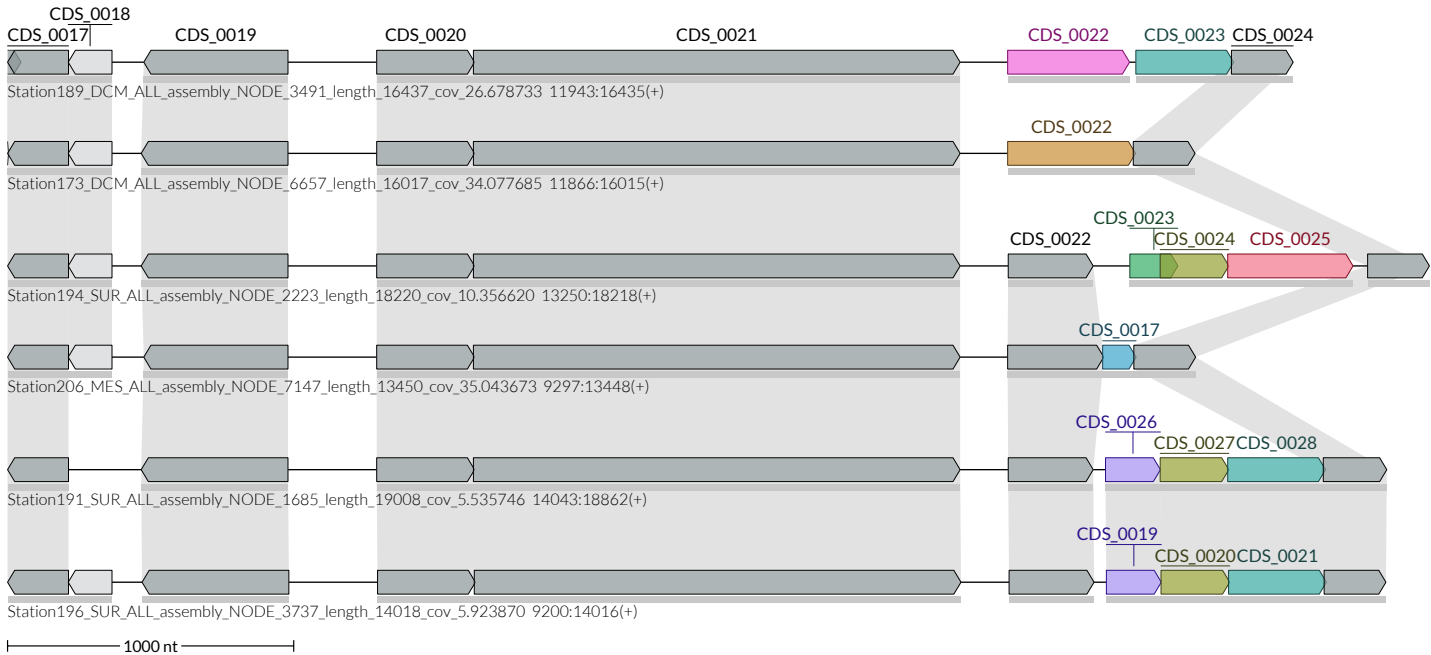 CDS_0018
CDS_0017 CDS_0019 CDS_0020 CDS_0021 CDS_0022 CDS_0023 CDS_0024
Station189_DCM_ALL_assembly_NODE_3491_length_16437_cov_26.678733 11943:16435(+)
CDS_0022
Station173_DCM_ALL_assembly_NODE_6657_length_16017_cov_34.077685 11866:16015(+)
CDS_0023
CDS_0022 CDS_0024 CDS_0025
Station194_SUR_ALL_assembly_NODE_2223_length_18220_cov_10.356620 13250:18218(+)
CDS_0017
Station206_MES_ALL_assembly_NODE_7147_length_13450_cov_35.043673 9297:13448(+)
CDS_0026
CDS_0027 CDS_0028
Station191_SUR_ALL_assembly_NODE_1685_length_19008_cov_5.535746 14043:18862(+)
CDS_0019
CDS_0020 CDS_0021
Station196_SUR_ALL_assembly_NODE_3737_length_14018_cov_5.923870 9200:14016(+)
1000 nt